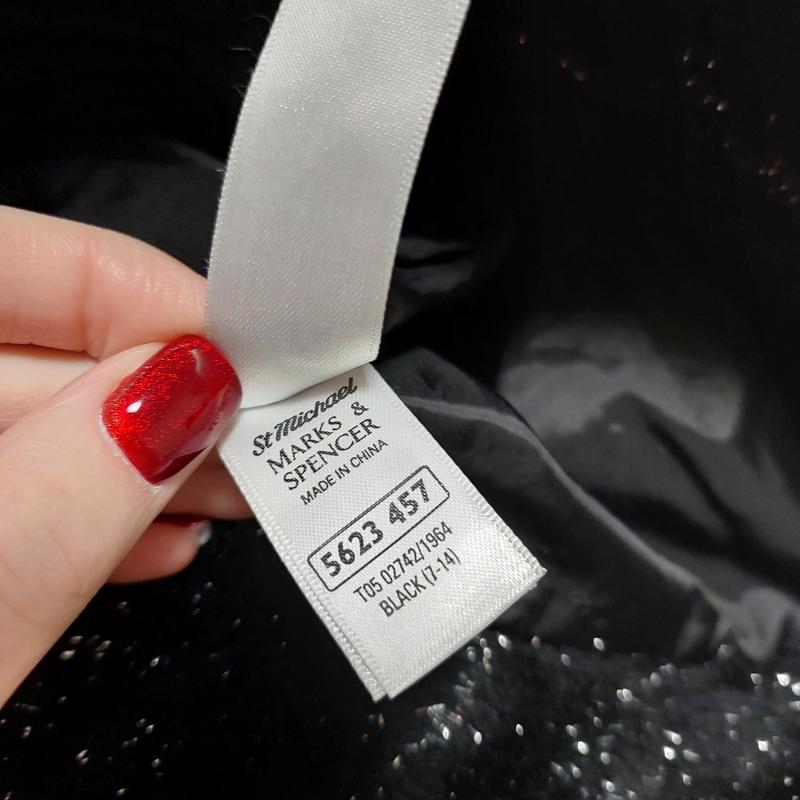 St Michael
MARKS &
SPENCER
MADE IN CHINA
5623 457
T05 02742/1964
BLACK (7-14)